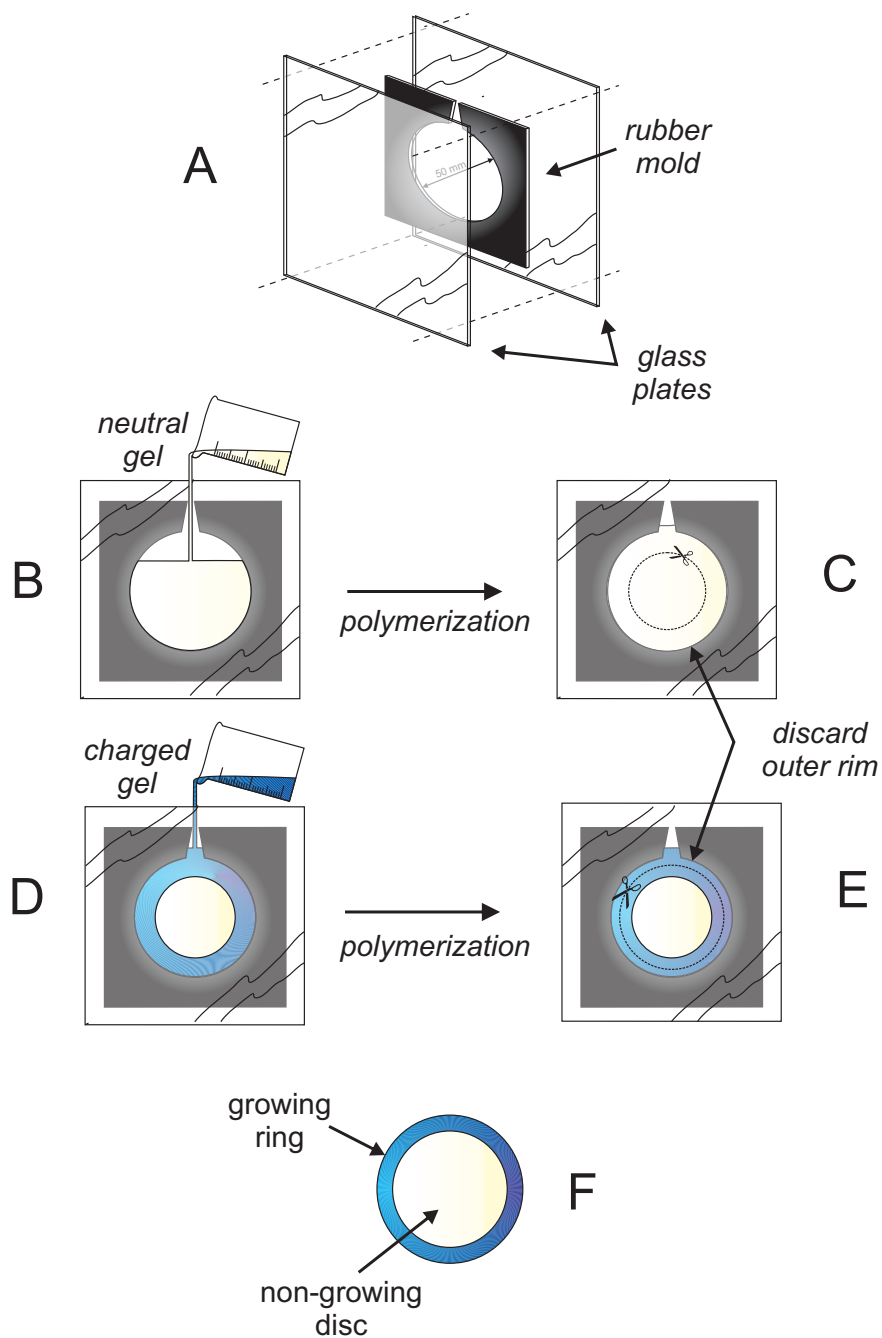 A
rubber
mold
50 mm
glass
plates
neutral
gel
B
polymerization
C
discard
outer rim
charged
gel
D
polymerization
E
growing
ring
F
non-growing
disc